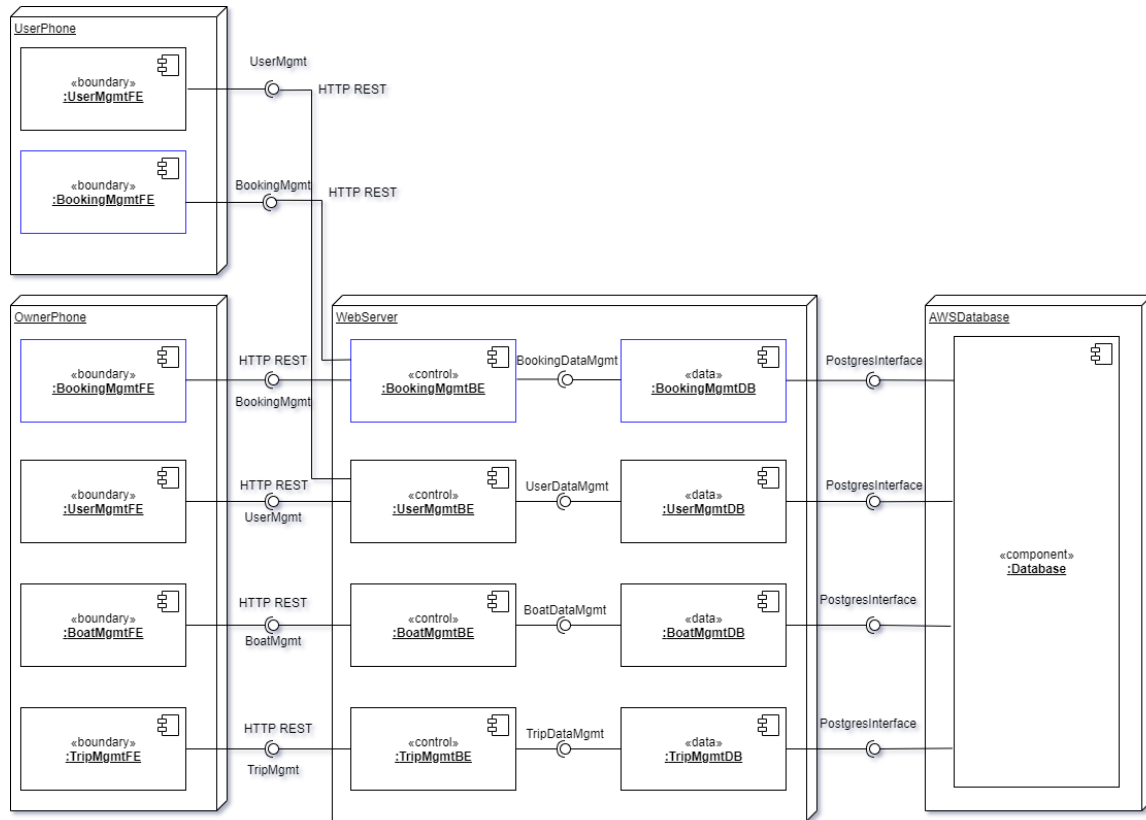 UserPhone
«boundary»
:UserMgmtFE
UserMgmt
HTTP REST
«boundary»
:BookingMgmtFE
BookingMgmt
HTTP REST
OwnerPhone
WebServer
AWSDatabase
«boundary»
:BookingMgmtFE
HTTP REST
BookingMgmt
«control»
:BookingMgmtBE
BookingDataMgmt
«data»
:BookingMgmtDB
PostgresInterface
«boundary»
:UserMgmtFE
HTTP REST
UserMgmt
«control»
:UserMgmtBE
UserDataMgmt
«data»
:UserMgmtDB
PostgresInterface
«component»
:Database
«boundary»
:BoatMgmtFE
HTTP REST
BoatMgmt
«control»
:BoatMgmtBE
BoatDataMgmt
«data»
:BoatMgmtDB
PostgresInterface
«boundary»
:TripMgmtFE
HTTP REST
TripMgmt
«control»
:TripMgmtBE
TripDataMgmt
«data»
:TripMgmtDB
PostgresInterface